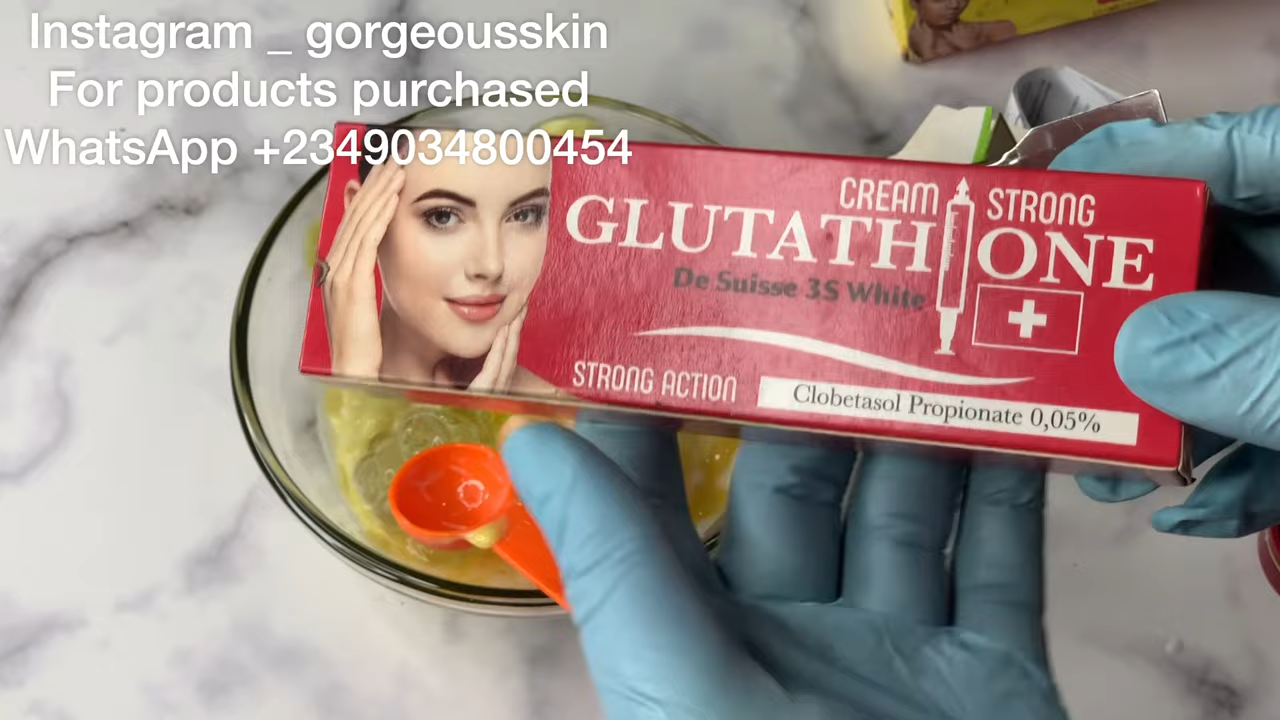 Instagram _ gorgeousskin
For products purchased
WhatsApp +2349034800454
CREAM STRONG
GLUTATHIONE
De Suisse 3S White
STRONG ACTION
Clobetasol Propionate 0,05%